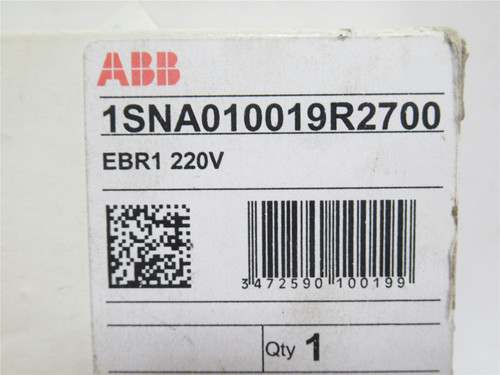 ABB
1SNA010019R2700
EBR1 220V
3 472590 100199
Qty 1